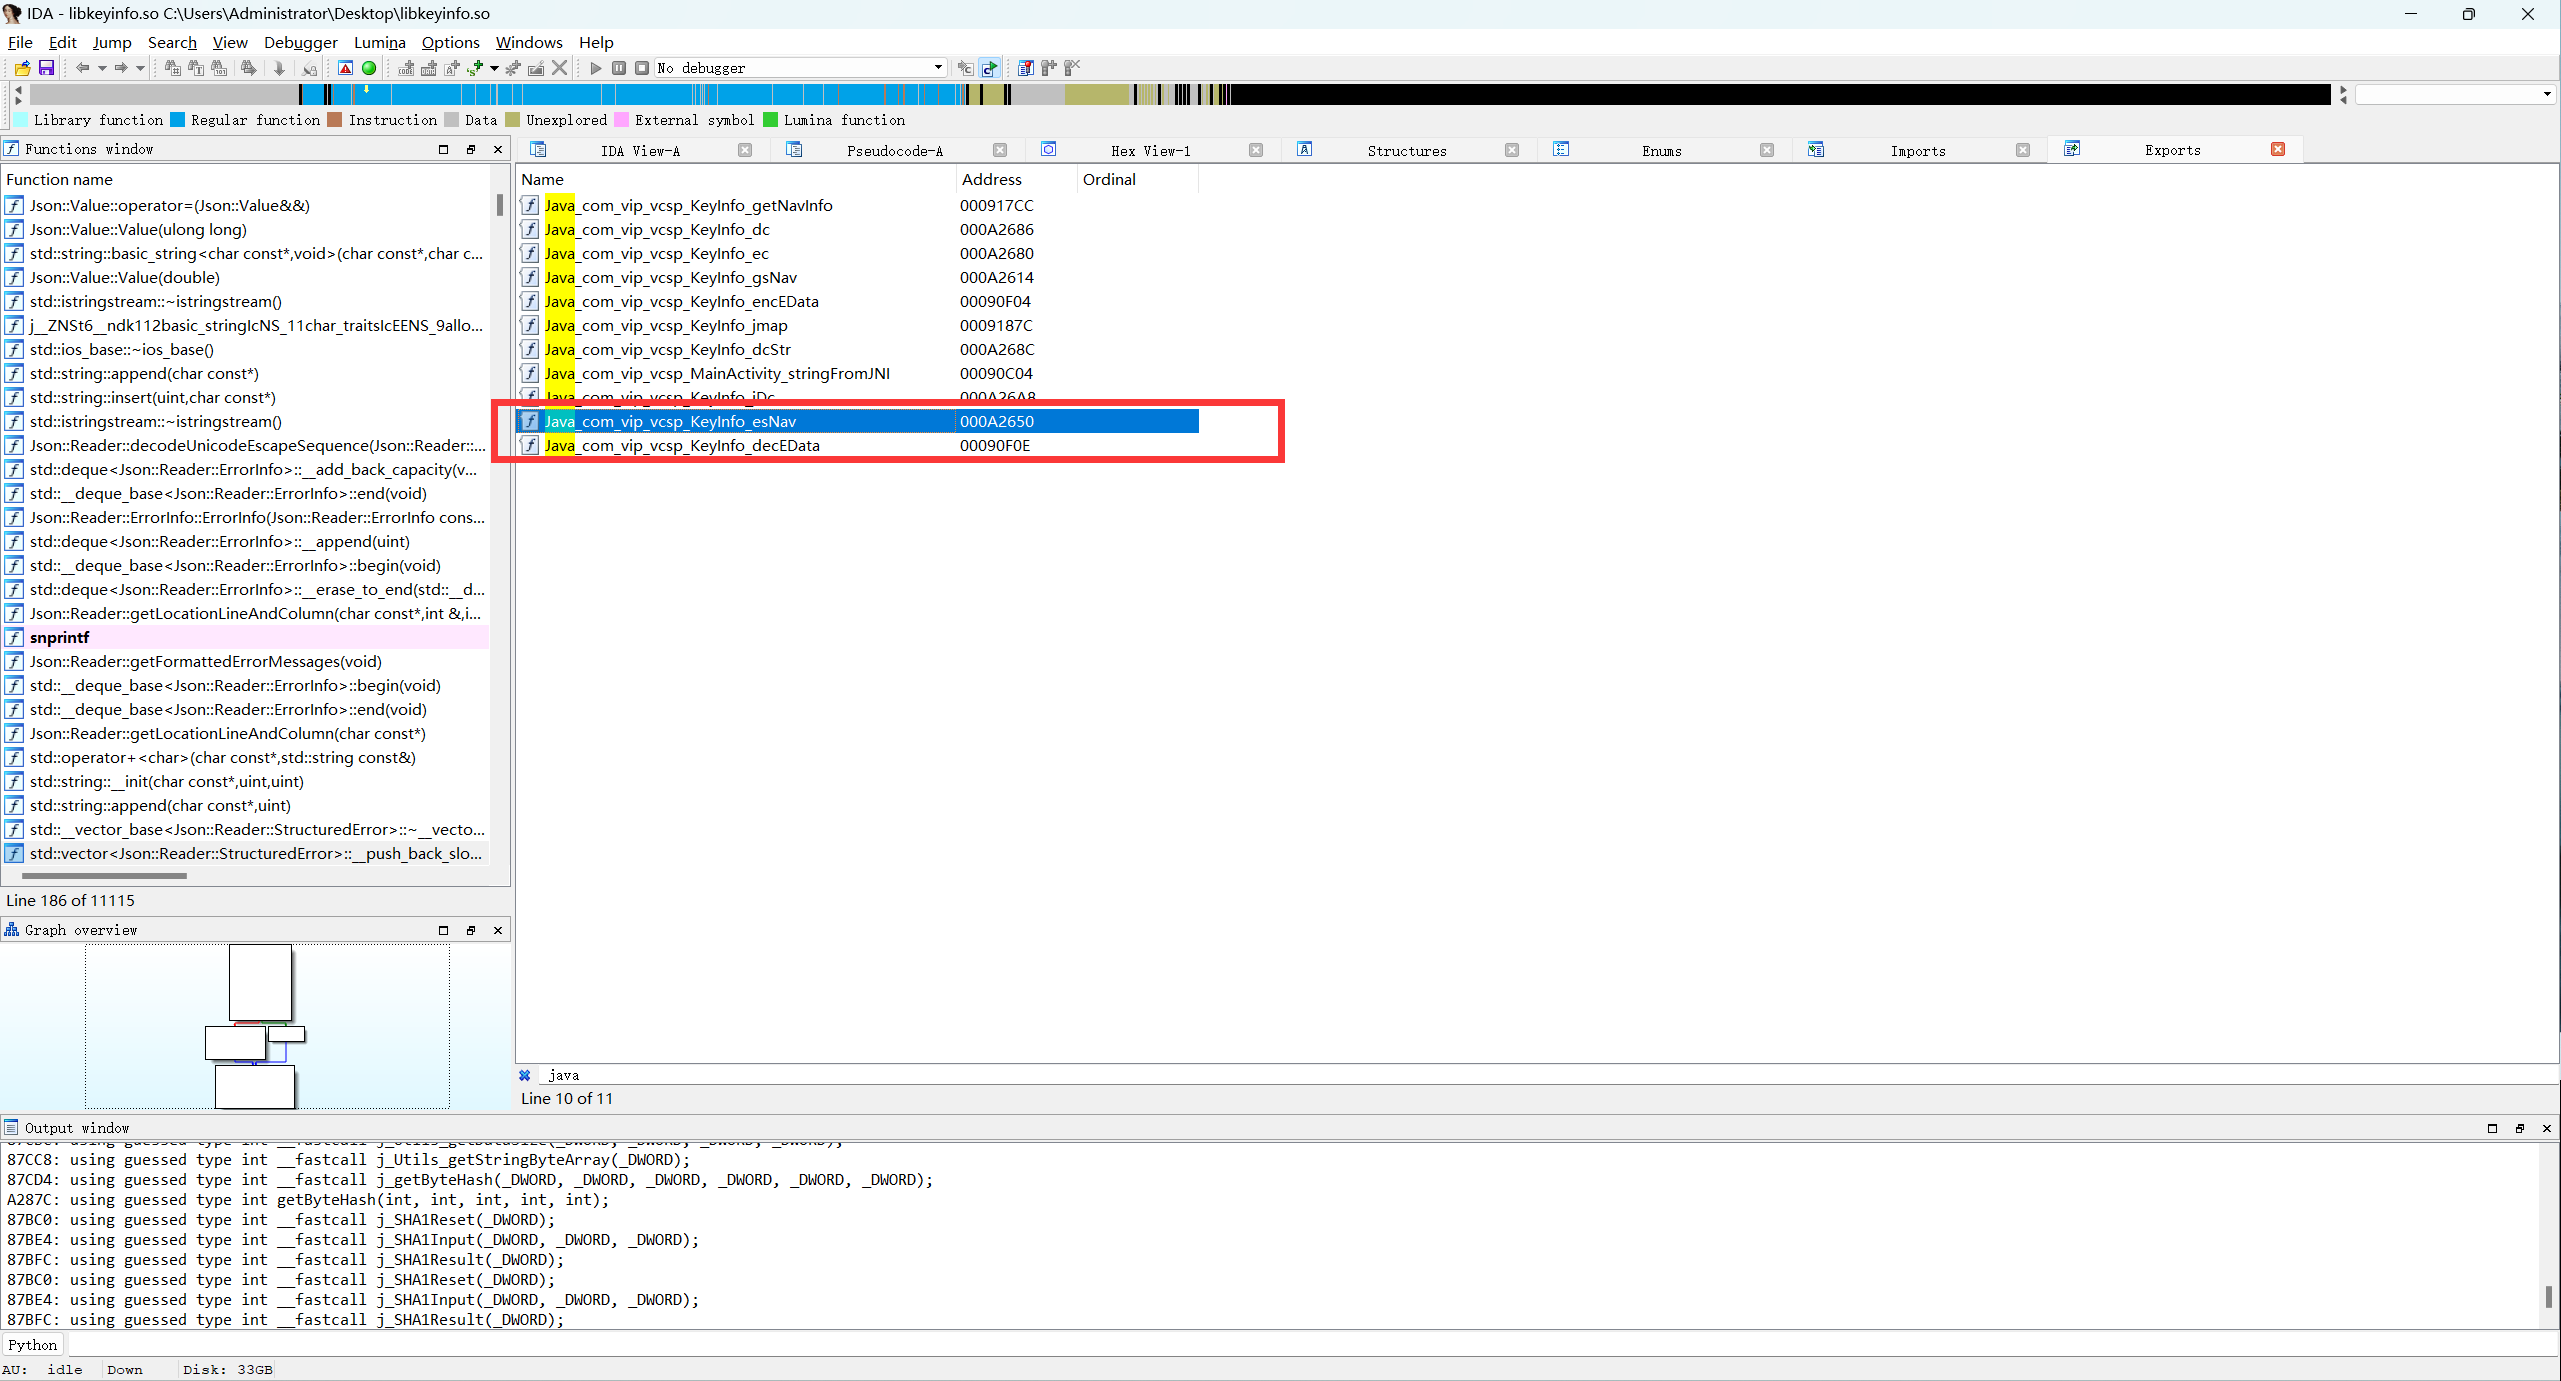 IDA - libkeyinfo.so C:\Users\Administrator\Desktop\libkeyinfo.so
File Edit Jump Search View Debugger Lumina Options Windows Help
No debugger
Library function Regular function Instruction Data Unexplored External symbol Lumina function
Functions window
IDA View-A Pseudocode-A Hex View-1 Structures Enums Imports Exports
Function name
Json::Value::operator=(Json::Value&&)
Json::Value::Value(ulong long)
std::string::basic_string<char const*,void>(char const*,char c...
Json::Value::Value(double)
std::istringstream::~istringstream()
j__ZNSt6__ndk112basic_stringIcNS_11char_traitsIcEENS_9allo...
std::ios_base::~ios_base()
std::string::append(char const*)
std::string::insert(uint,char const*)
std::istringstream::~istringstream()
Json::Reader::decodeUnicodeEscapeSequence(Json::Reader::...
std::deque<Json::Reader::ErrorInfo>::__add_back_capacity(v...
std::__deque_base<Json::Reader::ErrorInfo>::end(void)
Json::Reader::ErrorInfo::ErrorInfo(Json::Reader::ErrorInfo cons...
std::deque<Json::Reader::ErrorInfo>::__append(uint)
std::__deque_base<Json::Reader::ErrorInfo>::begin(void)
std::deque<Json::Reader::ErrorInfo>::__erase_to_end(std::__d...
Json::Reader::getLocationLineAndColumn(char const*,int &,i...
snprintf
Json::Reader::getFormattedErrorMessages(void)
std::__deque_base<Json::Reader::ErrorInfo>::begin(void)
std::__deque_base<Json::Reader::ErrorInfo>::end(void)
Json::Reader::getLocationLineAndColumn(char const*)
std::operator+<char>(char const*,std::string const&)
std::string::__init(char const*,uint,uint)
std::string::append(char const*,uint)
std::__vector_base<Json::Reader::StructuredError>::~__vecto...
std::vector<Json::Reader::StructuredError>::__push_back_slo...
Line 186 of 11115
Graph overview
Name Address Ordinal
Java_com_vip_vcsp_KeyInfo_getNavInfo 000917CC
Java_com_vip_vcsp_KeyInfo_dc 000A2686
Java_com_vip_vcsp_KeyInfo_ec 000A2680
Java_com_vip_vcsp_KeyInfo_gsNav 000A2614
Java_com_vip_vcsp_KeyInfo_encEData 00090F04
Java_com_vip_vcsp_KeyInfo_jmap 0009187C
Java_com_vip_vcsp_KeyInfo_dcStr 000A268C
Java_com_vip_vcsp_MainActivity_stringFromJNI 00090C04
Java_com_vip_vcsp_KeyInfo_iDc 000A26A8
Java_com_vip_vcsp_KeyInfo_esNav 000A2650
Java_com_vip_vcsp_KeyInfo_decEData 00090F0E
java
Line 10 of 11
Output window
87CC8: using guessed type int __fastcall j_Utils_getStringByteArray(_DWORD);
87CD4: using guessed type int __fastcall j_getByteHash(_DWORD, _DWORD, _DWORD, _DWORD, _DWORD, _DWORD);
A287C: using guessed type int getByteHash(int, int, int, int, int);
87BC0: using guessed type int __fastcall j_SHA1Reset(_DWORD);
87BE4: using guessed type int __fastcall j_SHA1Input(_DWORD, _DWORD, _DWORD);
87BFC: using guessed type int __fastcall j_SHA1Result(_DWORD);
87BC0: using guessed type int __fastcall j_SHA1Reset(_DWORD);
87BE4: using guessed type int __fastcall j_SHA1Input(_DWORD, _DWORD, _DWORD);
87BFC: using guessed type int __fastcall j_SHA1Result(_DWORD);
Python
AU: idle Down Disk: 33GB